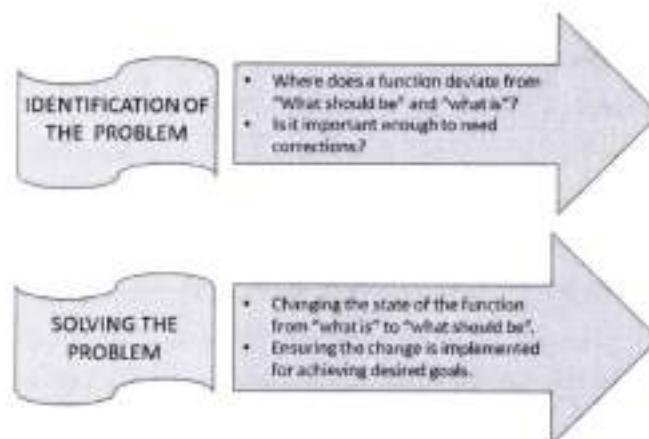 IDENTIFICATION OF
THE PROBLEM
• Where does a function deviate from
"What should be" and "what is"?
• Is it important enough to need
corrections?
SOLVING THE
PROBLEM
• Changing the state of the function
from "what is" to "what should be".
• Ensuring the change is implemented
for achieving desired goals.